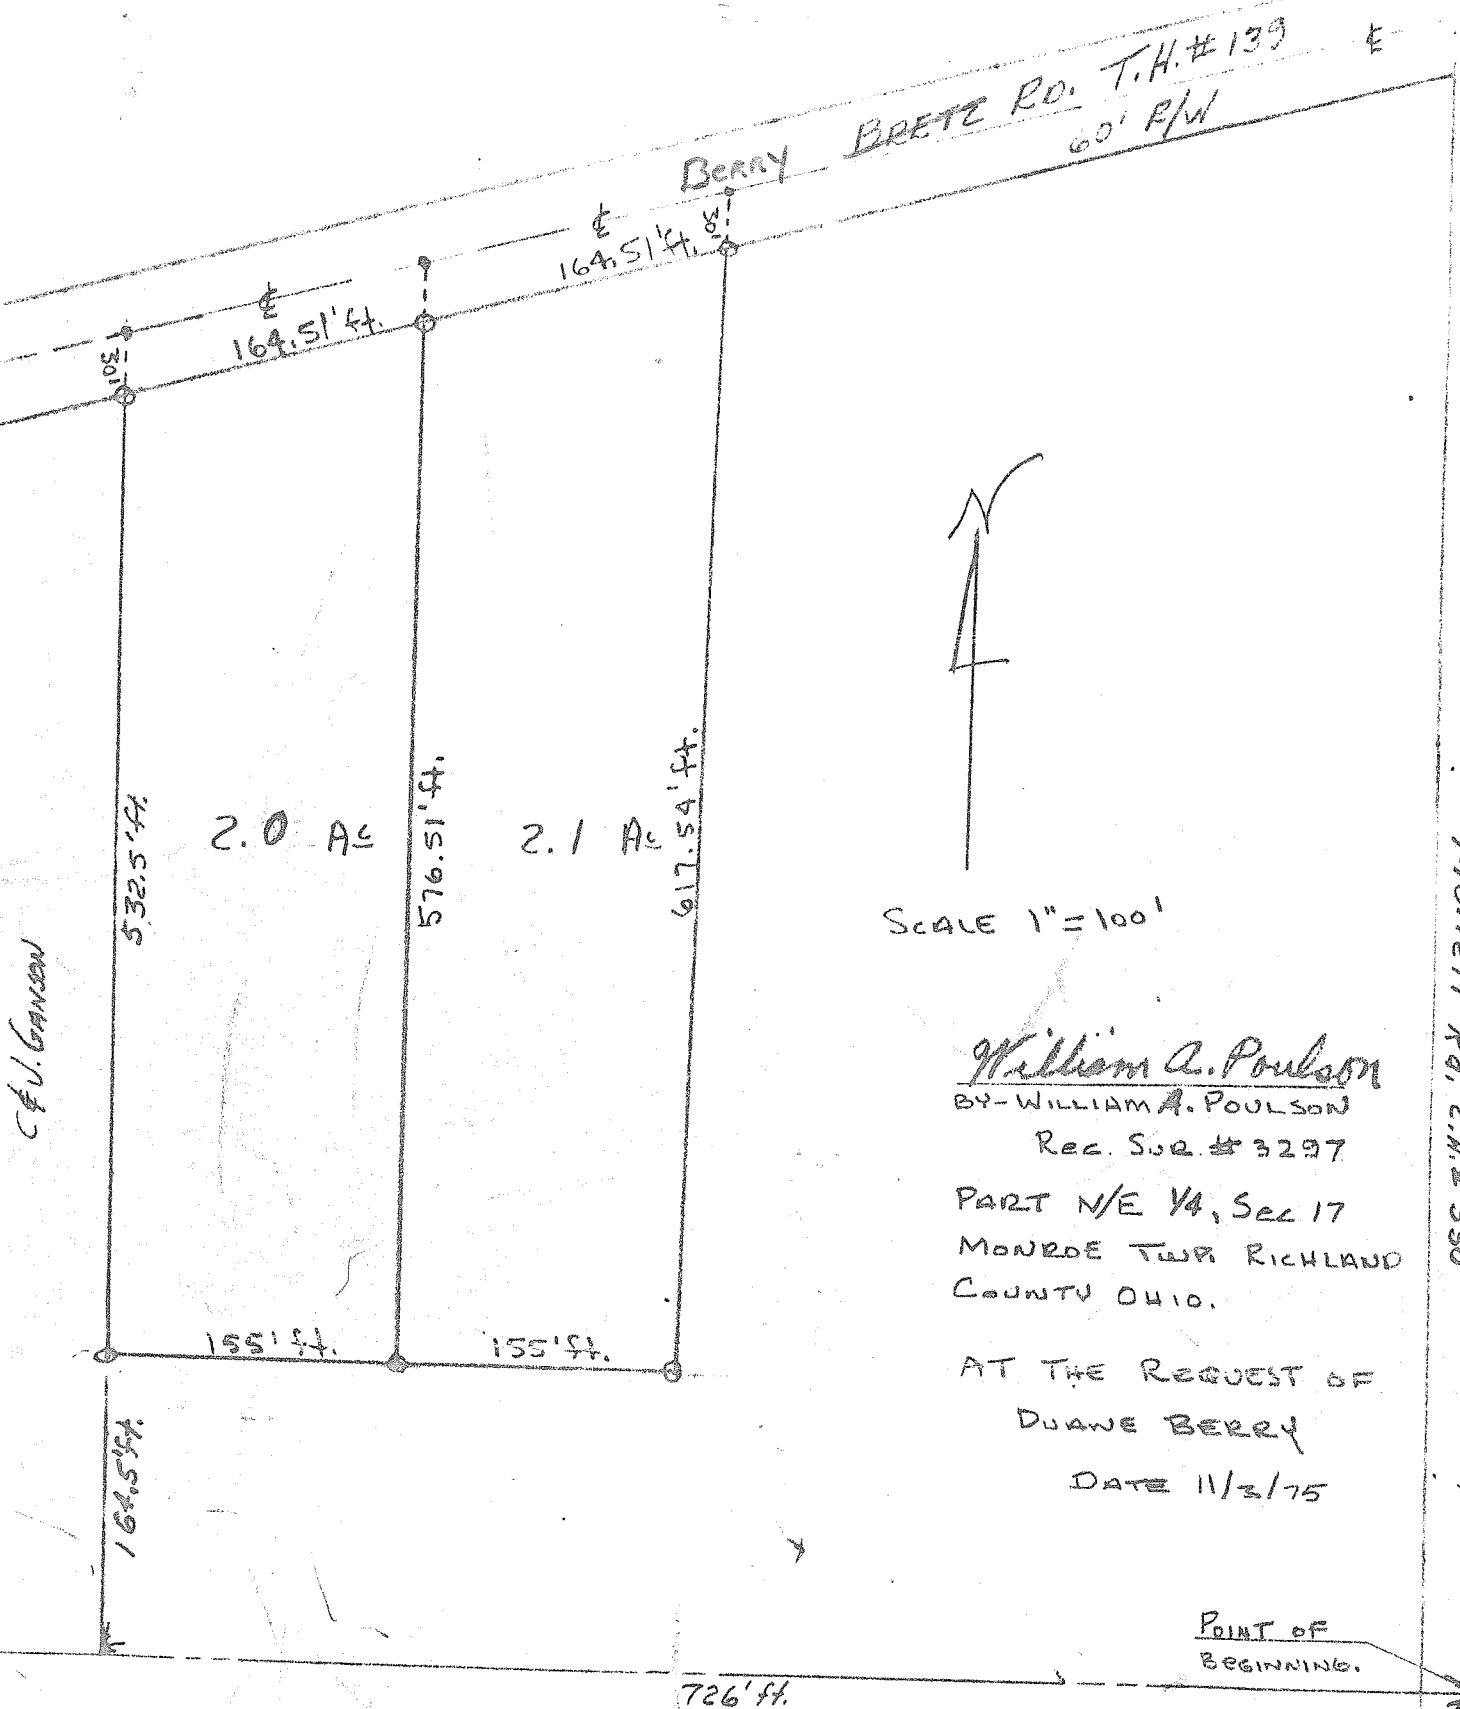 BERRY BRETZ RD. T.H. # 139
60' R/W
℄
℄
℄
164.51' ft.
30'
164.51' ft.
30'
532.5' ft.
2.0 Ac
576.51' ft.
2.1 Ac
617.54' ft.
N
SCALE 1" = 100'
C & J. GANSON
William A. Poulson
BY - WILLIAM A. POULSON
REG. SUR. # 3297
PART N/E 1/4, SEC 17
MONROE TWP. RICHLAND
COUNTY OHIO.
AT THE REQUEST OF
DUANE BERRY
DATE 11/3/75
155' ft.
155' ft.
164.5' ft.
POINT OF
BEGINNING.
726' ft.